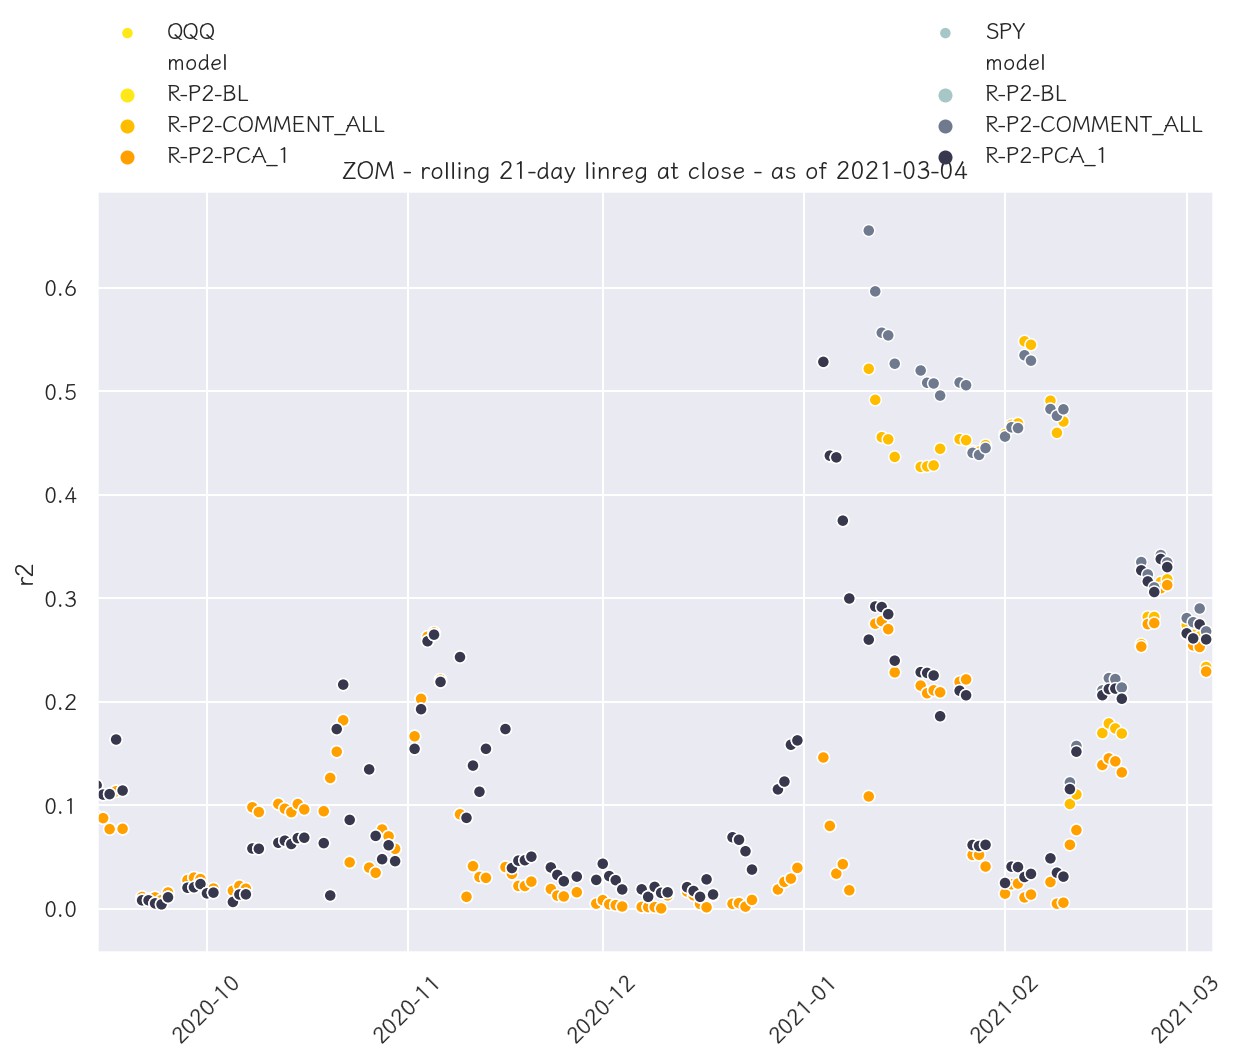 QQQ
model
R-P2-BL
R-P2-COMMENT_ALL
R-P2-PCA_1
SPY
model
R-P2-BL
R-P2-COMMENT_ALL
R-P2-PCA_1
ZOM - rolling 21-day linreg at close - as of 2021-03-04
r2
0.6
0.5
0.4
0.3
0.2
0.1
0.0
2020-10
2020-11
2020-12
2021-01
2021-02
2021-03